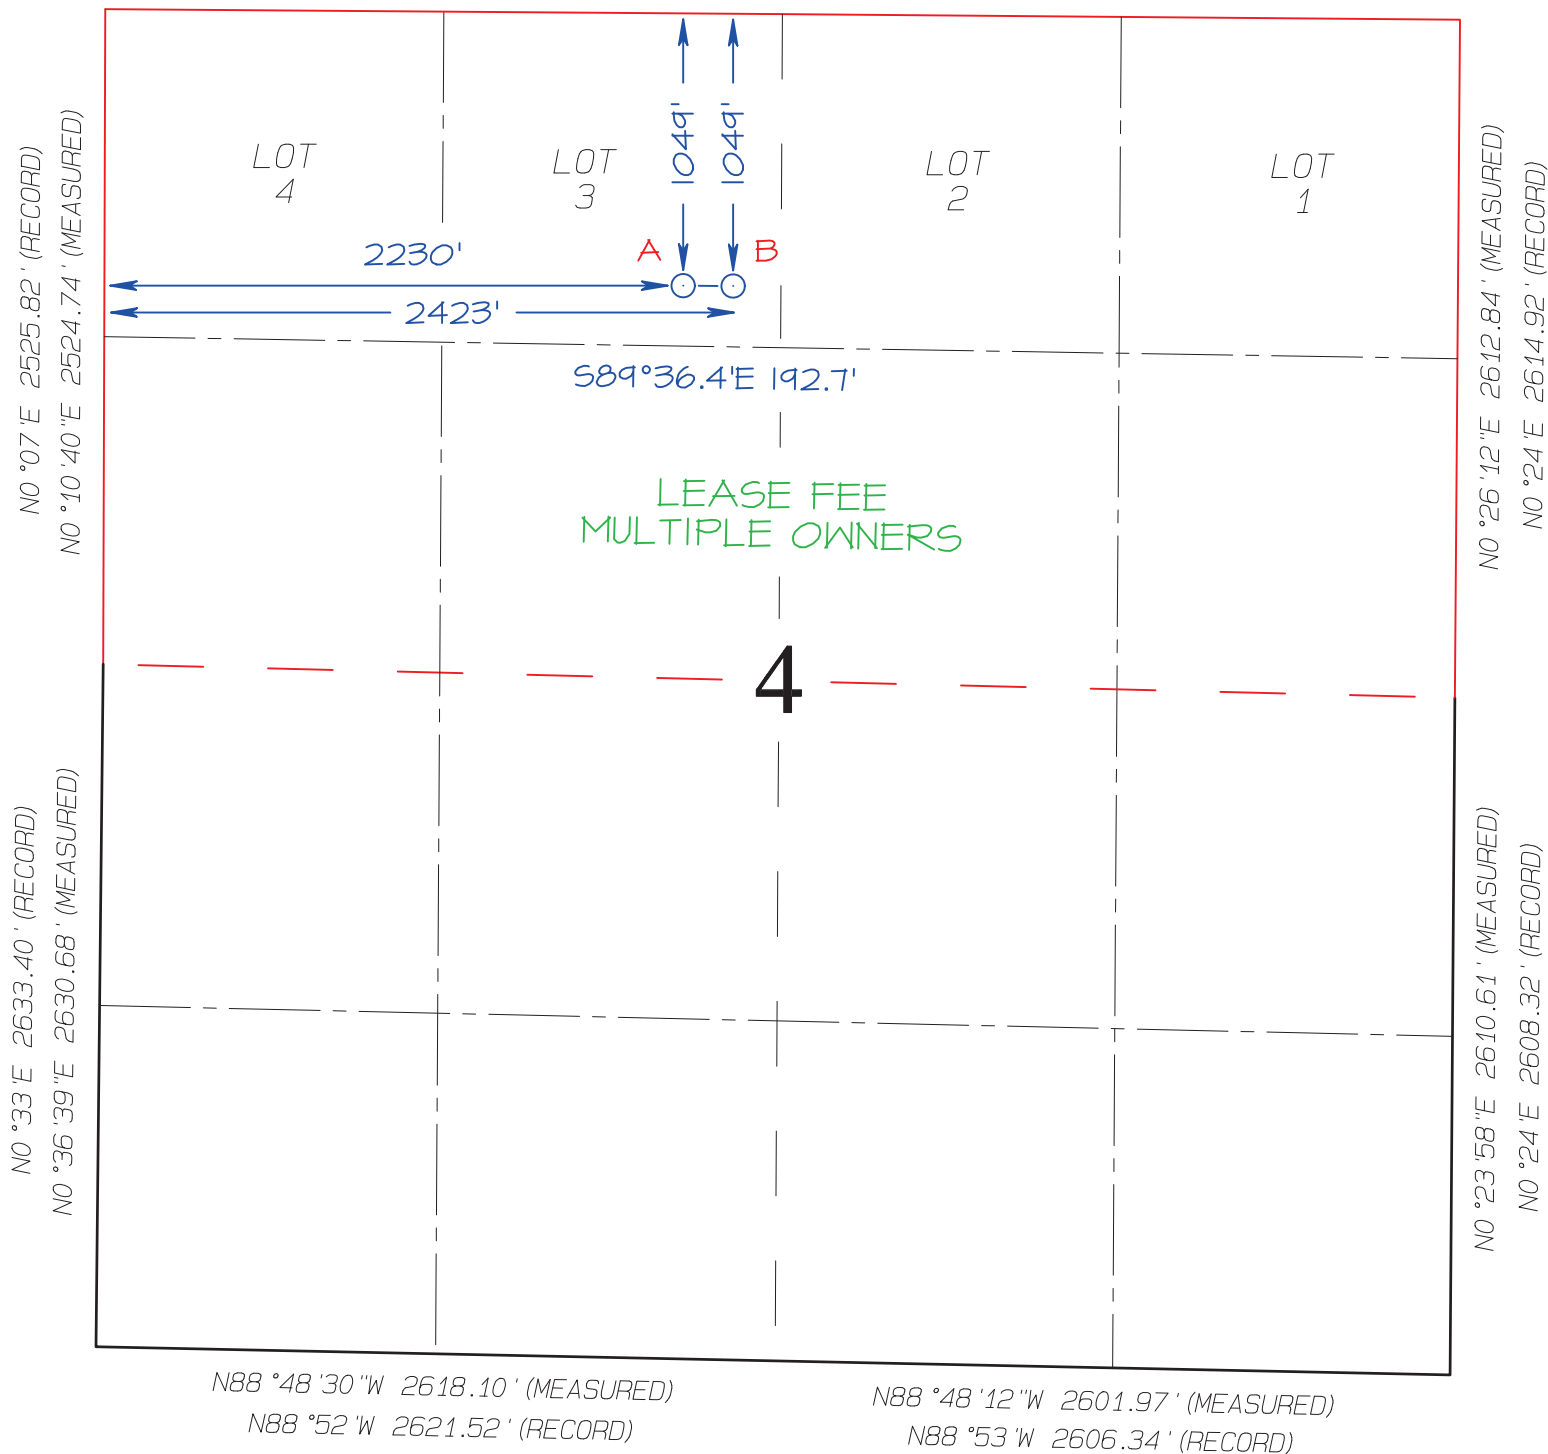 LOT
4
LOT
3
LOT
2
LOT
1
1049'
1049'
A
B
2230'
2423'
S89°36.4'E 192.7'
LEASE FEE
MULTIPLE OWNERS
4
N0°07'E 2525.82' (RECORD)
N0°10'40"E 2524.74' (MEASURED)
N0°26'12"E 2612.84' (MEASURED)
N0°24'E 2614.92' (RECORD)
N0°33'E 2633.40' (RECORD)
N0°36'39"E 2630.68' (MEASURED)
N0°23'58"E 2610.61' (MEASURED)
N0°24'E 2608.32' (RECORD)
N88°48'30"W 2618.10' (MEASURED)
N88°52'W 2621.52' (RECORD)
N88°48'12"W 2601.97' (MEASURED)
N88°53'W 2606.34' (RECORD)